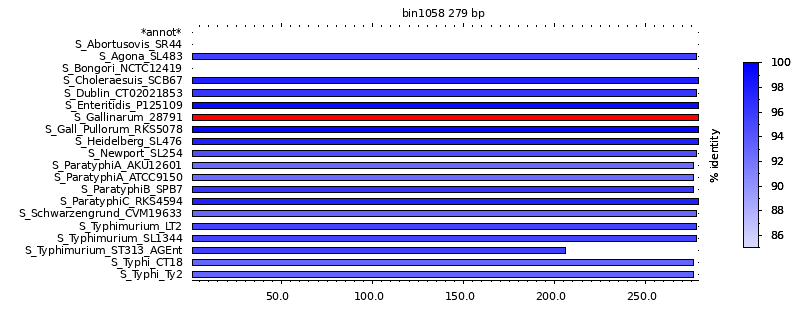 bin1058 279 bp
*annot*
S_Abortusovis_SR44
S_Agona_SL483
S_Bongori_NCTC12419
S_Choleraesuis_SCB67
S_Dublin_CT02021853
S_Enteritidis_P125109
S_Gallinarum_28791
S_Gall_Pullorum_RKS5078
S_Heidelberg_SL476
S_Newport_SL254
S_ParatyphiA_AKU12601
S_ParatyphiA_ATCC9150
S_ParatyphiB_SPB7
S_ParatyphiC_RKS4594
S_Schwarzengrund_CVM19633
S_Typhimurium_LT2
S_Typhimurium_SL1344
S_Typhimurium_ST313_AGEnt
S_Typhi_CT18
S_Typhi_Ty2
50.0 100.0 150.0 200.0 250.0
% identity
100
98
96
94
92
90
88
86